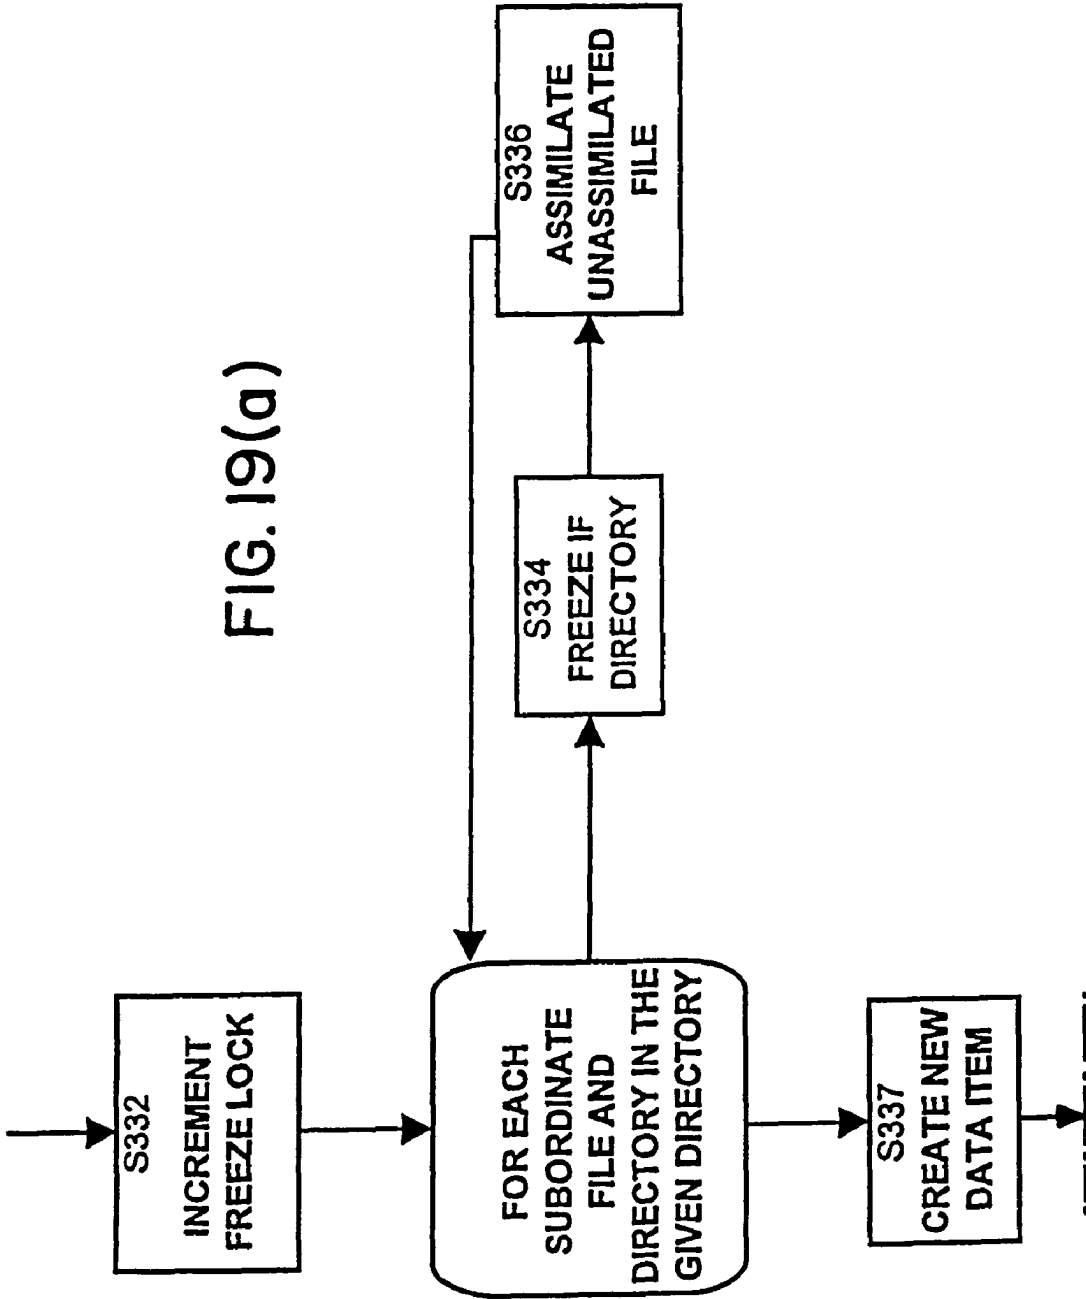 FIG. 19(a)
S332
INCREMENT
FREEZE LOCK
FOR EACH
SUBORDINATE
FILE AND
DIRECTORY IN THE
GIVEN DIRECTORY
S334
FREEZE IF
DIRECTORY
S336
ASSIMILATE
UNASSIMILATED
FILE
S337
CREATE NEW
DATA ITEM